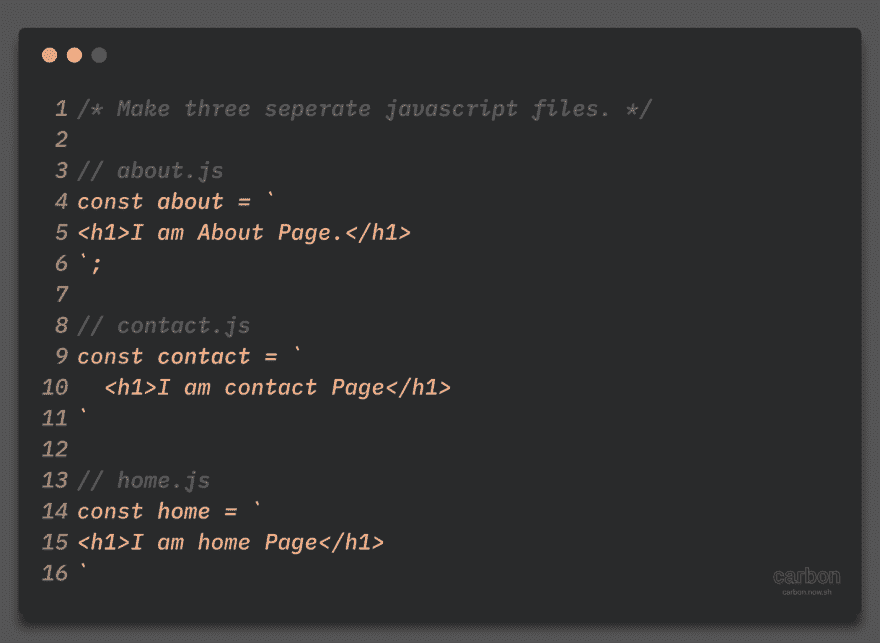 1 /* Make three seperate javascript files. */
2
3 // about.js
4 const about = `
5 <h1>I am About Page.</h1>
6 `;
7
8 // contact.js
9 const contact = `
10   <h1>I am contact Page</h1>
11 `
12
13 // home.js
14 const home = `
15 <h1>I am home Page</h1>
16 `
carbon
carbon.now.sh